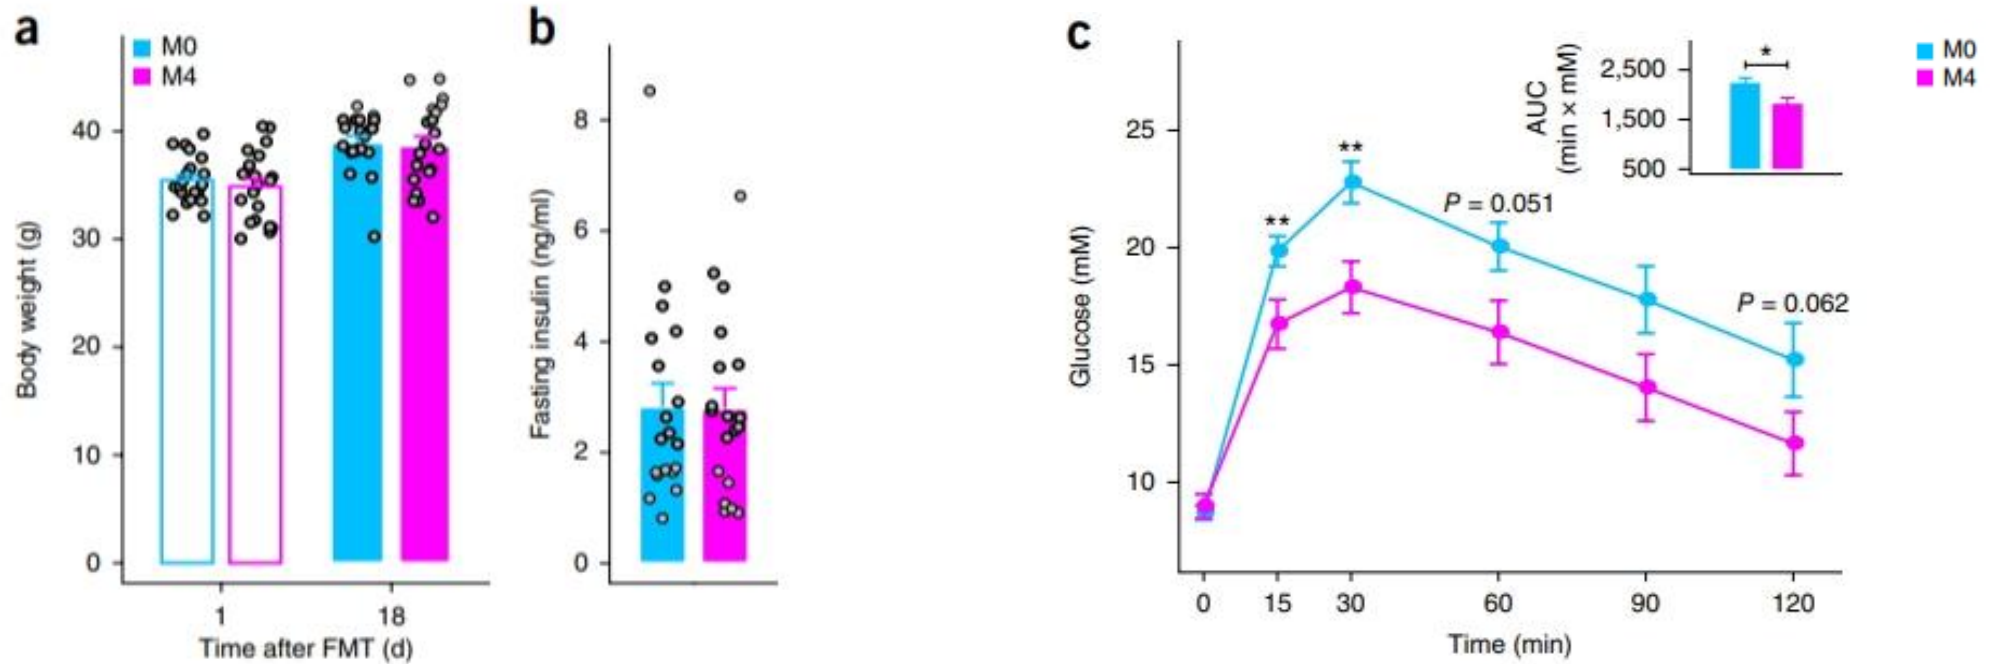 a
M0
M4
Body weight (g)
40
30
20
10
0
1
18
Time after FMT (d)
b
Fasting insulin (ng/ml)
8
6
4
2
0
c
Glucose (mM)
25
20
15
10
**
**
P = 0.051
P = 0.062
0
15
30
60
90
120
Time (min)
AUC
(min × mM)
2,500
1,500
500
*
M0
M4